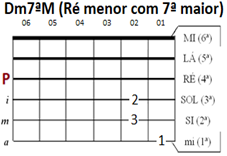 Dm7ªM (Ré menor com 7ª maior)
06 05 04 03 02 01
MI (6ª)
LÀ (5ª)
P RÉ (4ª)
i 2 SOL (3ª)
m 3 SI (2ª)
a 1 mi (1ª)